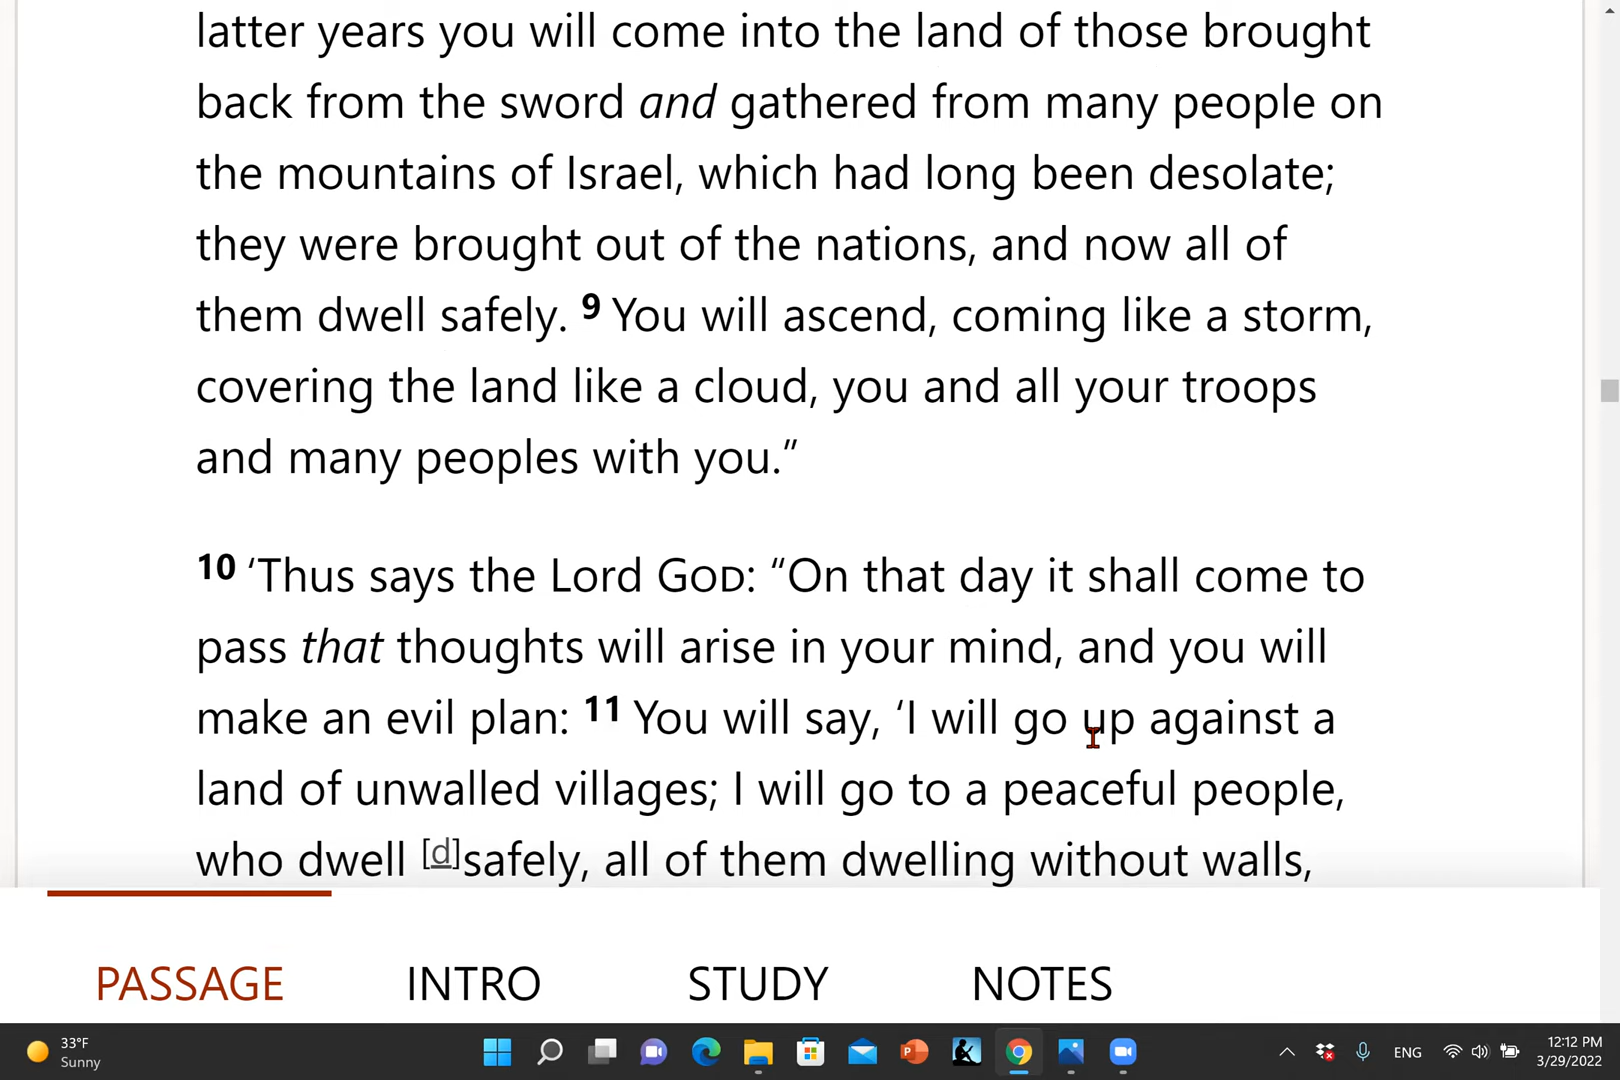 latter years you will come into the land of those brought
back from the sword and gathered from many people on
the mountains of Israel, which had long been desolate;
they were brought out of the nations, and now all of
them dwell safely. 9 You will ascend, coming like a storm,
covering the land like a cloud, you and all your troops
and many peoples with you.”
10 ‘Thus says the Lord GOD: “On that day it shall come to
pass that thoughts will arise in your mind, and you will
make an evil plan: 11 You will say, ‘I will go up against a
land of unwalled villages; I will go to a peaceful people,
who dwell [d]safely, all of them dwelling without walls,
PASSAGE INTRO STUDY NOTES
33°F
Sunny
ENG
12:12 PM
3/29/2022